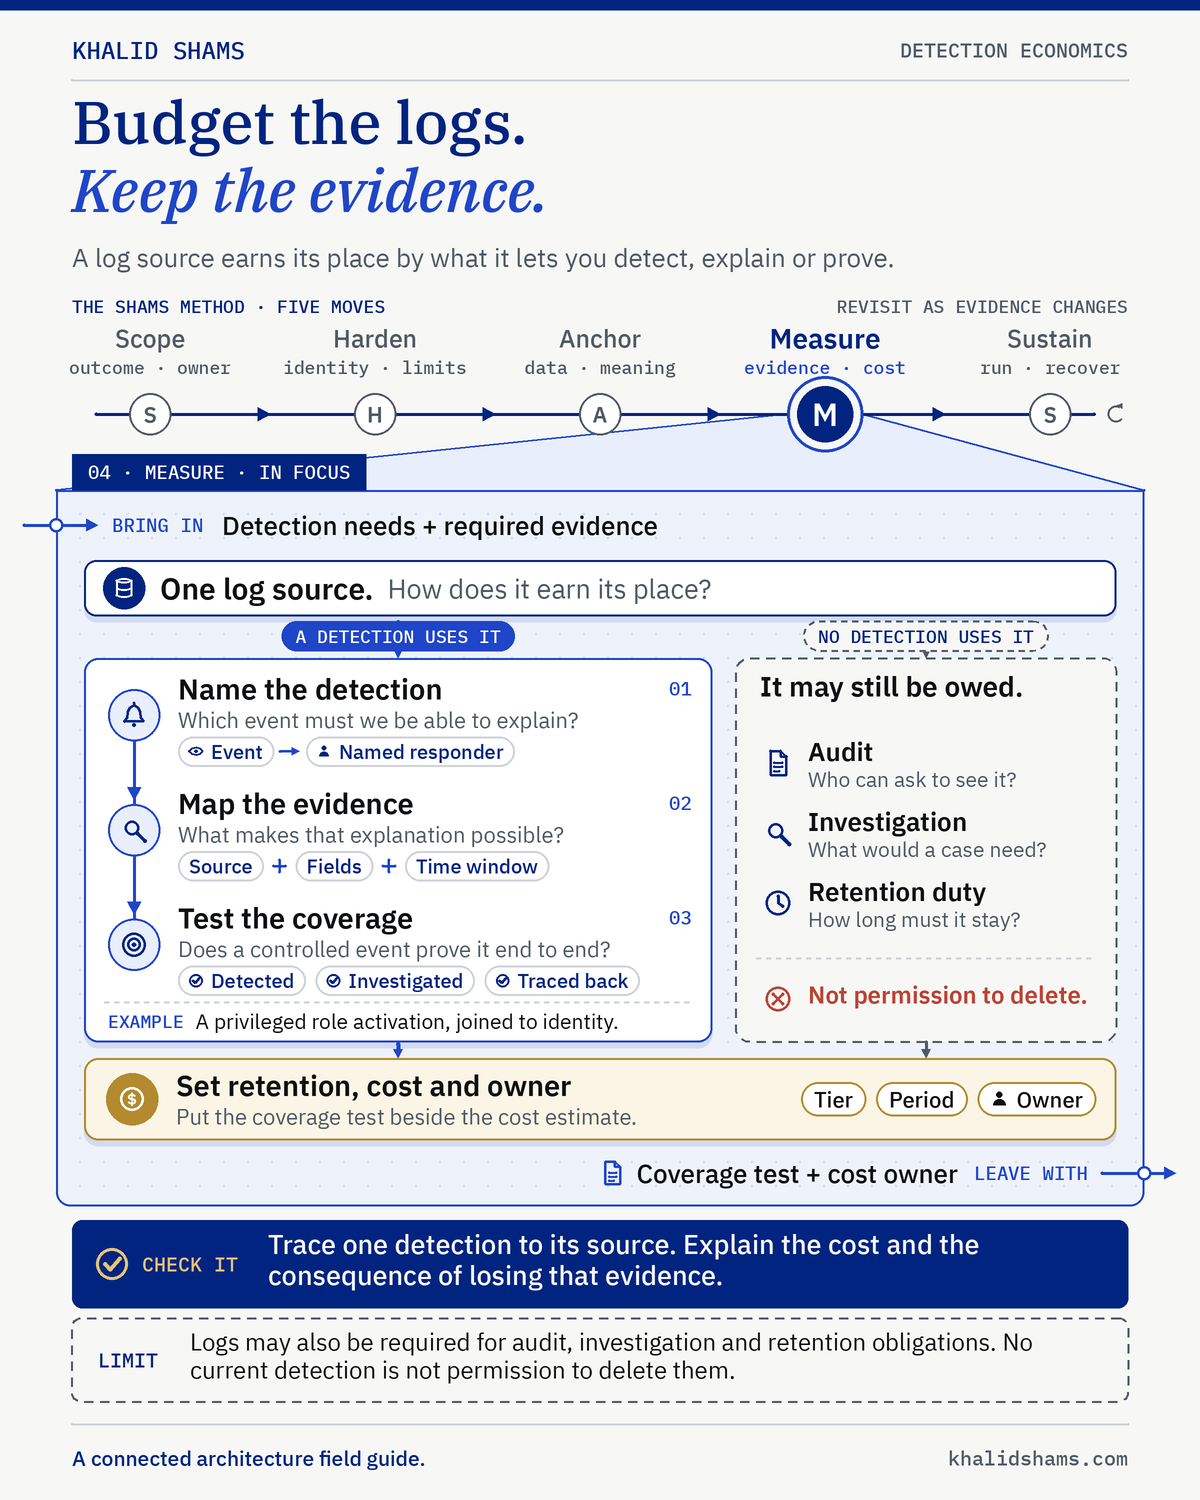 KHALID SHAMS
DETECTION ECONOMICS
Budget the logs.
Keep the evidence.
A log source earns its place by what it lets you detect, explain or prove.
THE SHAMS METHOD · FIVE MOVES
REVISIT AS EVIDENCE CHANGES
Scope
outcome · owner
Harden
identity · limits
Anchor
data · meaning
Measure
evidence · cost
Sustain
run · recover
S
H
A
M
S
04 · MEASURE · IN FOCUS
BRING IN Detection needs + required evidence
One log source. How does it earn its place?
A DETECTION USES IT
Name the detection 01
Which event must we be able to explain?
Event Named responder
Map the evidence 02
What makes that explanation possible?
Source + Fields + Time window
Test the coverage 03
Does a controlled event prove it end to end?
Detected Investigated Traced back
EXAMPLE A privileged role activation, joined to identity.
NO DETECTION USES IT
It may still be owed.
Audit
Who can ask to see it?
Investigation
What would a case need?
Retention duty
How long must it stay?
Not permission to delete.
$
Set retention, cost and owner
Put the coverage test beside the cost estimate.
Tier Period Owner
Coverage test + cost owner LEAVE WITH
CHECK IT
Trace one detection to its source. Explain the cost and the
consequence of losing that evidence.
LIMIT
Logs may also be required for audit, investigation and retention obligations. No
current detection is not permission to delete them.
A connected architecture field guide.
khalidshams.com